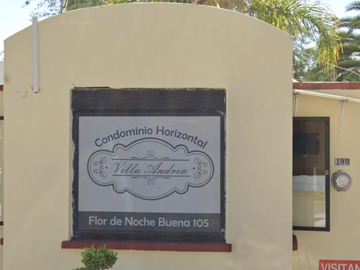 Condominio Horizontal
Villa Andrea
Flor de Noche Buena 105
VISITAN